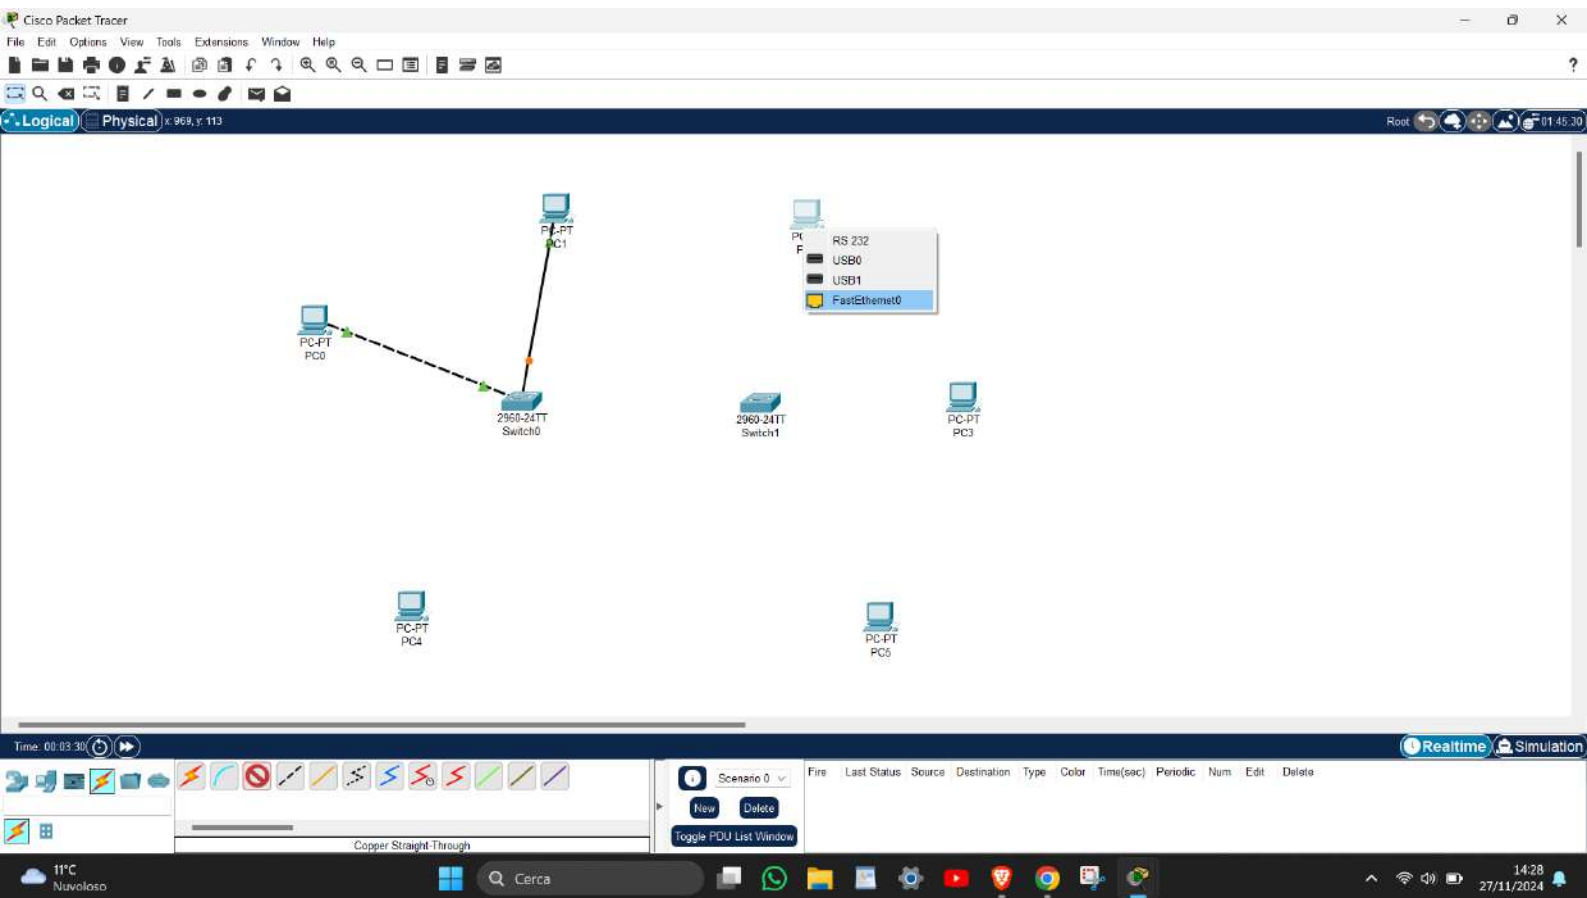 Cisco Packet Tracer
File Edit Options View Tools Extensions Window Help
?
Logical Physical x: 969, y: 113
Root 01:45:30
PC-PT
PC1
RS 232
USB0
USB1
FastEthernet0
PC-PT
PC0
2960-24TT
Switch0
2960-24TT
Switch1
PC-PT
PC3
PC-PT
PC4
PC-PT
PC5
Time: 00:03:30
Realtime Simulation
Scenario 0
Fire Last Status Source Destination Type Color Time(sec) Periodic Num Edit Delete
New Delete
Toggle PDU List Window
Copper Straight-Through
11°C
Nuvoloso
Cerca
14:28
27/11/2024